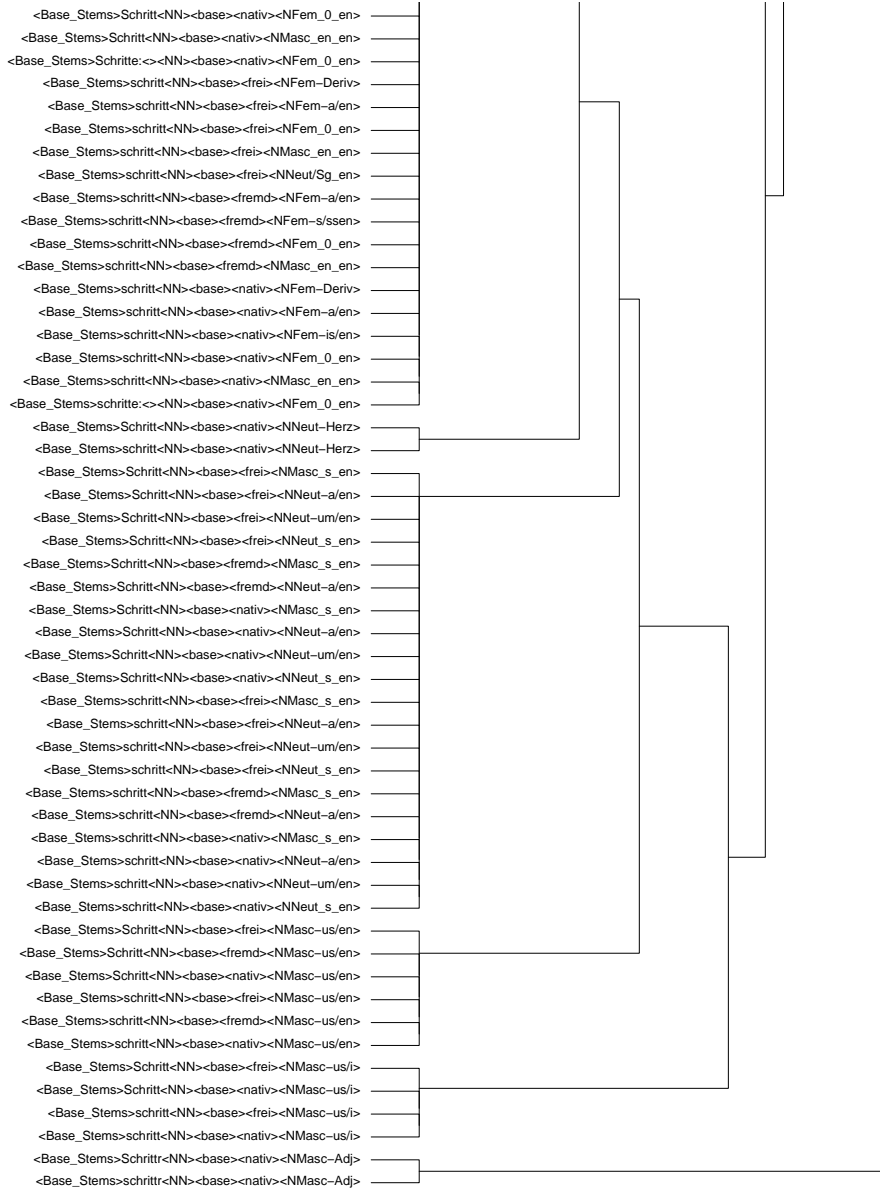 <Base_Stems>Schritt<NN><base><nativ><NFem_0_en>
<Base_Stems>Schritt<NN><base><nativ><NMasc_en_en>
<Base_Stems>Schritte:<><NN><base><nativ><NFem_0_en>
<Base_Stems>schritt<NN><base><frei><NFem−Deriv>
<Base_Stems>schritt<NN><base><frei><NFem−a/en>
<Base_Stems>schritt<NN><base><frei><NFem_0_en>
<Base_Stems>schritt<NN><base><frei><NMasc_en_en>
<Base_Stems>schritt<NN><base><frei><NNeut/Sg_en>
<Base_Stems>schritt<NN><base><fremd><NFem−a/en>
<Base_Stems>schritt<NN><base><fremd><NFem−s/ssen>
<Base_Stems>schritt<NN><base><fremd><NFem_0_en>
<Base_Stems>schritt<NN><base><fremd><NMasc_en_en>
<Base_Stems>schritt<NN><base><nativ><NFem−Deriv>
<Base_Stems>schritt<NN><base><nativ><NFem−a/en>
<Base_Stems>schritt<NN><base><nativ><NFem−is/en>
<Base_Stems>schritt<NN><base><nativ><NFem_0_en>
<Base_Stems>schritt<NN><base><nativ><NMasc_en_en>
<Base_Stems>schritte:<><NN><base><nativ><NFem_0_en>
<Base_Stems>Schritt<NN><base><nativ><NNeut−Herz>
<Base_Stems>schritt<NN><base><nativ><NNeut−Herz>
<Base_Stems>Schritt<NN><base><frei><NMasc_s_en>
<Base_Stems>Schritt<NN><base><frei><NNeut−a/en>
<Base_Stems>Schritt<NN><base><frei><NNeut−um/en>
<Base_Stems>Schritt<NN><base><frei><NNeut_s_en>
<Base_Stems>Schritt<NN><base><fremd><NMasc_s_en>
<Base_Stems>Schritt<NN><base><fremd><NNeut−a/en>
<Base_Stems>Schritt<NN><base><nativ><NMasc_s_en>
<Base_Stems>Schritt<NN><base><nativ><NNeut−a/en>
<Base_Stems>Schritt<NN><base><nativ><NNeut−um/en>
<Base_Stems>Schritt<NN><base><nativ><NNeut_s_en>
<Base_Stems>schritt<NN><base><frei><NMasc_s_en>
<Base_Stems>schritt<NN><base><frei><NNeut−a/en>
<Base_Stems>schritt<NN><base><frei><NNeut−um/en>
<Base_Stems>schritt<NN><base><frei><NNeut_s_en>
<Base_Stems>schritt<NN><base><fremd><NMasc_s_en>
<Base_Stems>schritt<NN><base><fremd><NNeut−a/en>
<Base_Stems>schritt<NN><base><nativ><NMasc_s_en>
<Base_Stems>schritt<NN><base><nativ><NNeut−a/en>
<Base_Stems>schritt<NN><base><nativ><NNeut−um/en>
<Base_Stems>schritt<NN><base><nativ><NNeut_s_en>
<Base_Stems>Schritt<NN><base><frei><NMasc−us/en>
<Base_Stems>Schritt<NN><base><fremd><NMasc−us/en>
<Base_Stems>Schritt<NN><base><nativ><NMasc−us/en>
<Base_Stems>schritt<NN><base><frei><NMasc−us/en>
<Base_Stems>schritt<NN><base><fremd><NMasc−us/en>
<Base_Stems>schritt<NN><base><nativ><NMasc−us/en>
<Base_Stems>Schritt<NN><base><frei><NMasc−us/i>
<Base_Stems>Schritt<NN><base><nativ><NMasc−us/i>
<Base_Stems>schritt<NN><base><frei><NMasc−us/i>
<Base_Stems>schritt<NN><base><nativ><NMasc−us/i>
<Base_Stems>Schrittr<NN><base><nativ><NMasc−Adj>
<Base_Stems>schrittr<NN><base><nativ><NMasc−Adj>